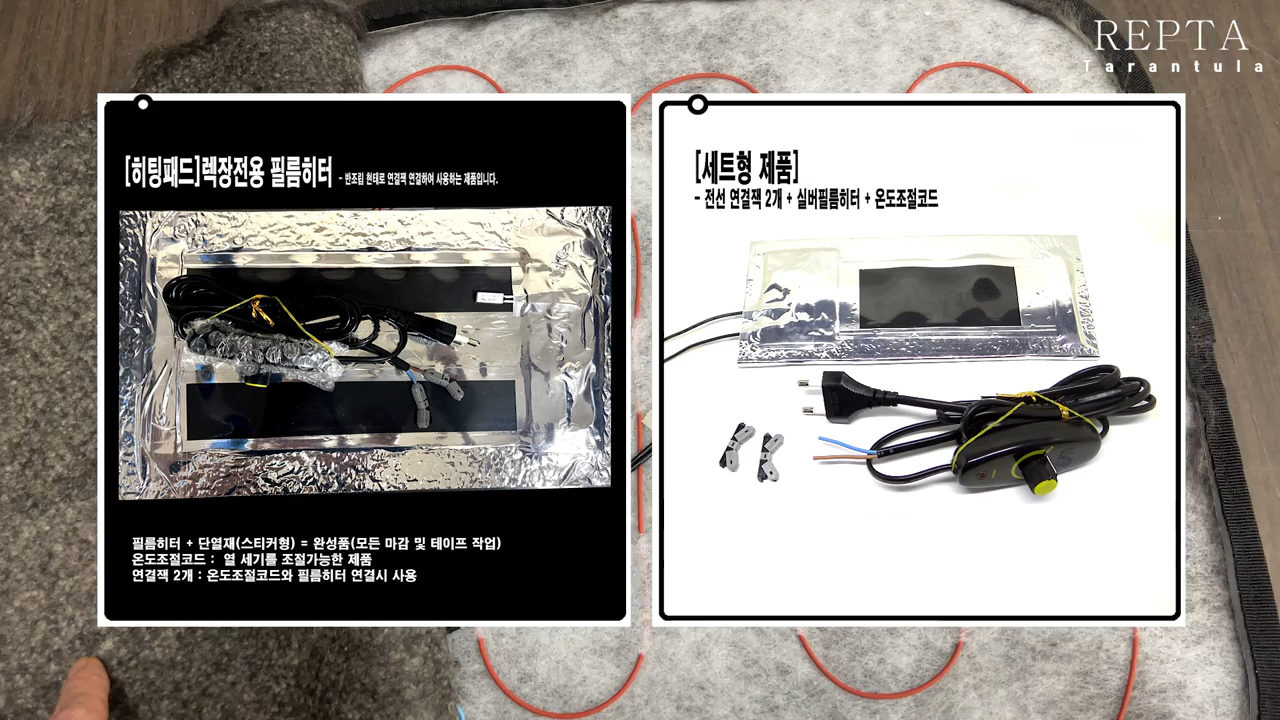 REPTA
Tarantula
[히팅패드]렉장전용 필름히터 - 반조립 현태로 연결잭 연결하여 사용하는 제품입니다.
필름히터 + 단열재(스티커형) = 완성품(모든 마감 및 테이프 작업)
온도조절코드 : 열 세기를 조절가능한 제품
연결잭 2개 : 온도조절코드와 필름히터 연결시 사용
[세트형 제품]
- 전선 연결잭 2개 + 실버필름히터 + 온도조절코드